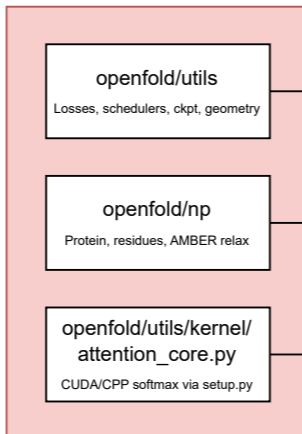 openfold/utils
Losses, schedulers, ckpt, geometry
openfold/np
Protein, residues, AMBER relax
openfold/utils/kernel/
attention_core.py
CUDA/CPP softmax via setup.py